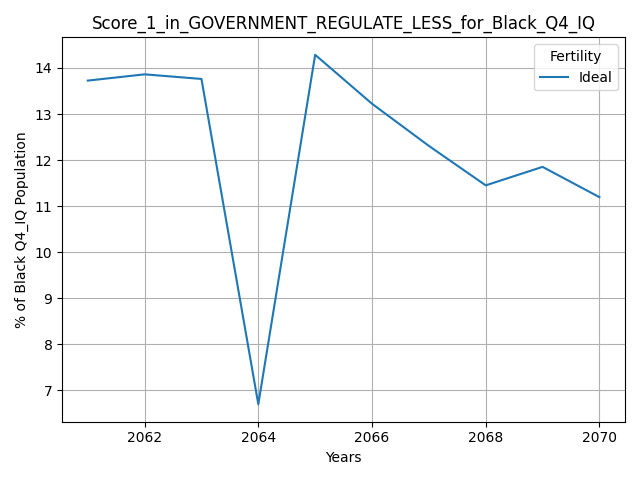 Score_1_in_GOVERNMENT_REGULATE_LESS_for_Black_Q4_IQ
Fertility
Ideal
% of Black Q4_IQ Population
14
13
12
11
10
9
8
7
2062 2064 2066 2068 2070
Years